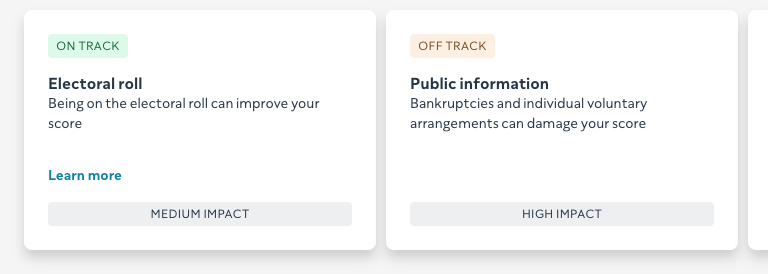 ON TRACK
Electoral roll
Being on the electoral roll can improve your
score
Learn more
MEDIUM IMPACT
OFF TRACK
Public information
Bankruptcies and individual voluntary
arrangements can damage your score
HIGH IMPACT